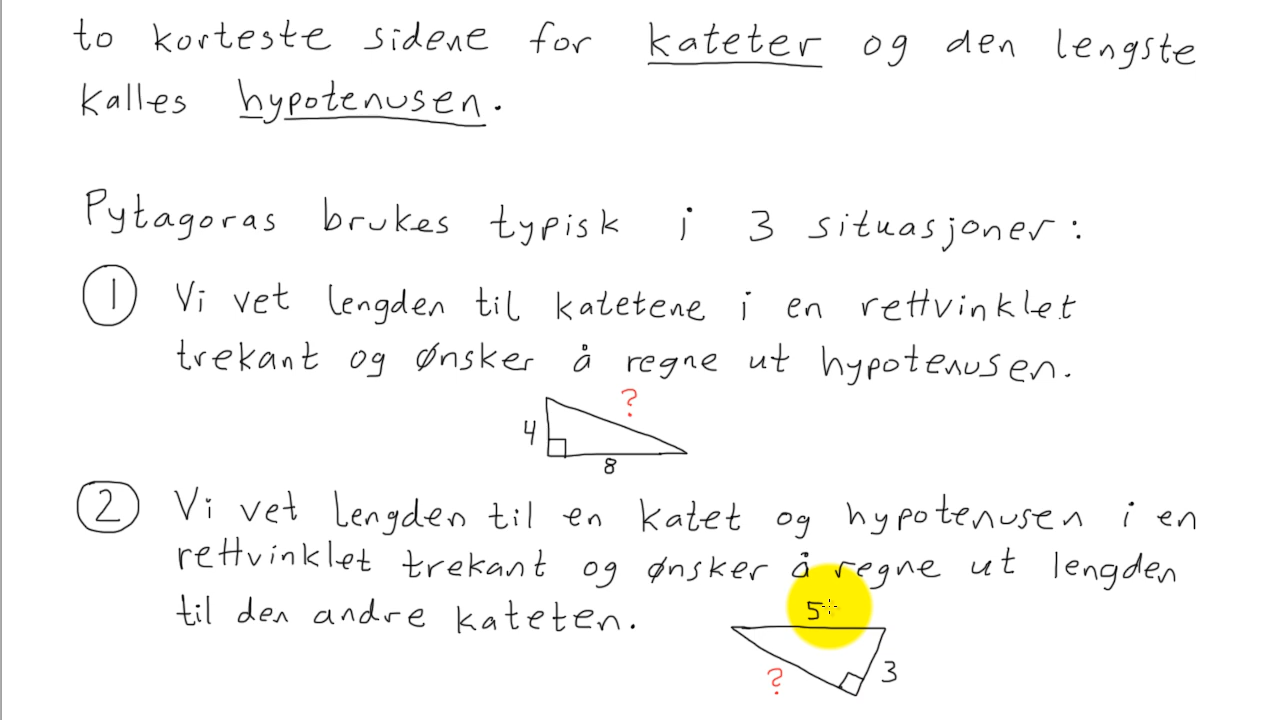 to korteste sidene for kateter og den lengste
kalles hypotenusen.
Pytagoras brukes typisk i 3 situasjoner:
1 Vi vet lengden til katetene i en rettvinklet
trekant og ønsker å regne ut hypotenusen.
?
4
8
2 Vi vet lengden til en katet og hypotenusen i en
rettvinklet trekant og ønsker å regne ut lengden
til den andre kateten.
5
? 3